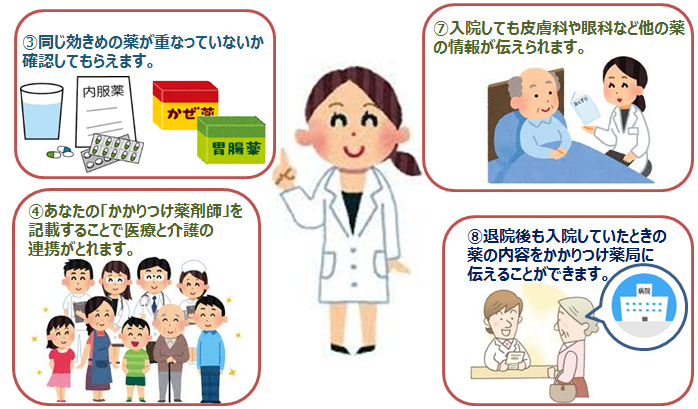 ③同じ効きめの薬が重なっていないか
確認してもらえます。
内服薬
かぜ薬
胃腸薬
④あなたの「かかりつけ薬剤師」を
記載することで医療と介護の
連携がとれます。
⑦入院しても皮膚科や眼科など他の薬
の情報が伝えられます。
おくすり
⑧退院後も入院していたときの
薬の内容をかかりつけ薬局に
伝えることができます。
病院